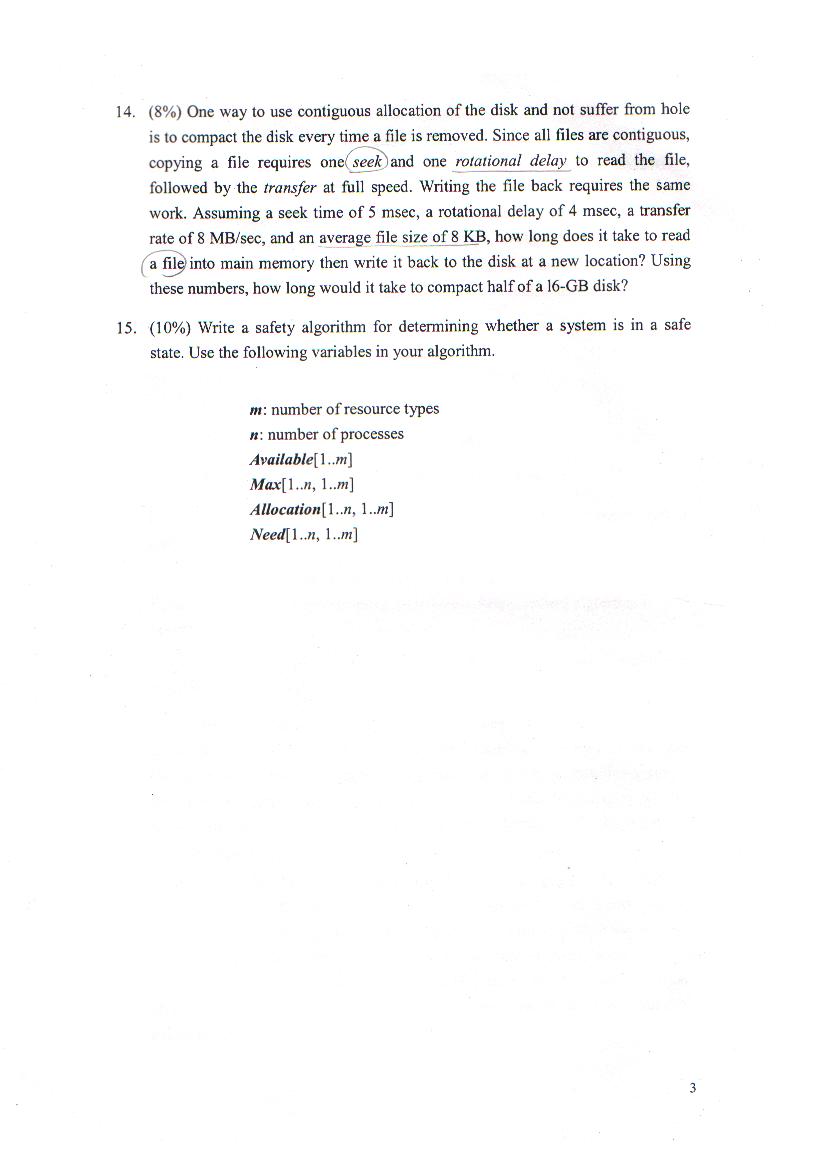 14. (8%) One way to use contiguous allocation of the disk and not suffer from hole
is to compact the disk every time a file is removed. Since all files are contiguous,
copying a file requires one seek and one rotational delay to read the file,
followed by the transfer at full speed. Writing the file back requires the same
work. Assuming a seek time of 5 msec, a rotational delay of 4 msec, a transfer
rate of 8 MB/sec, and an average file size of 8 KB, how long does it take to read
a file into main memory then write it back to the disk at a new location? Using
these numbers, how long would it take to compact half of a 16-GB disk?
15. (10%) Write a safety algorithm for determining whether a system is in a safe
state. Use the following variables in your algorithm.
m: number of resource types
n: number of processes
Available[1..m]
Max[1..n, 1..m]
Allocation[1..n, 1..m]
Need[1..n, 1..m]
3